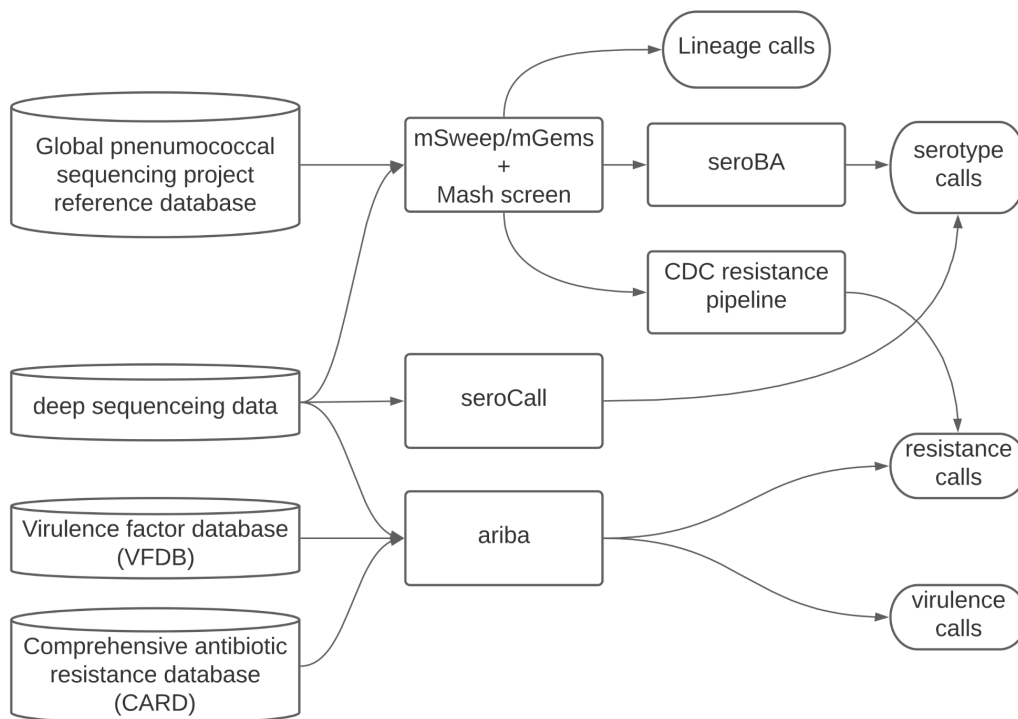 Lineage calls
Global pnenumococcal
sequencing project
reference database
mSweep/mGems
+
Mash screen
seroBA
serotype
calls
CDC resistance
pipeline
deep sequenceing data
seroCall
resistance
calls
Virulence factor database
(VFDB)
ariba
virulence
calls
Comprehensive antibiotic
resistance database
(CARD)